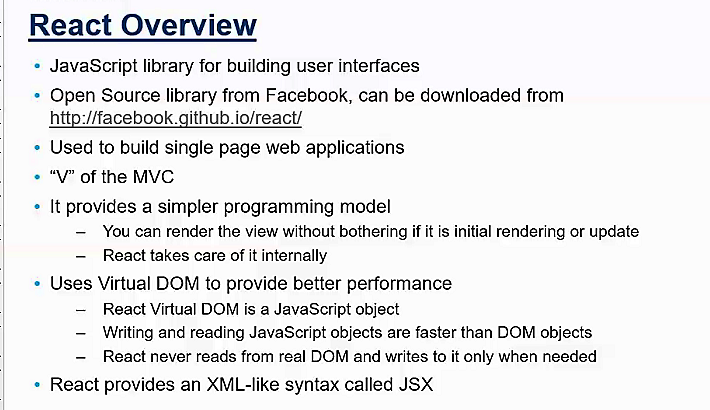 React Overview
• JavaScript library for building user interfaces
• Open Source library from Facebook, can be downloaded from
http://facebook.github.io/react/
• Used to build single page web applications
• “V” of the MVC
• It provides a simpler programming model
– You can render the view without bothering if it is initial rendering or update
– React takes care of it internally
• Uses Virtual DOM to provide better performance
– React Virtual DOM is a JavaScript object
– Writing and reading JavaScript objects are faster than DOM objects
– React never reads from real DOM and writes to it only when needed
• React provides an XML-like syntax called JSX